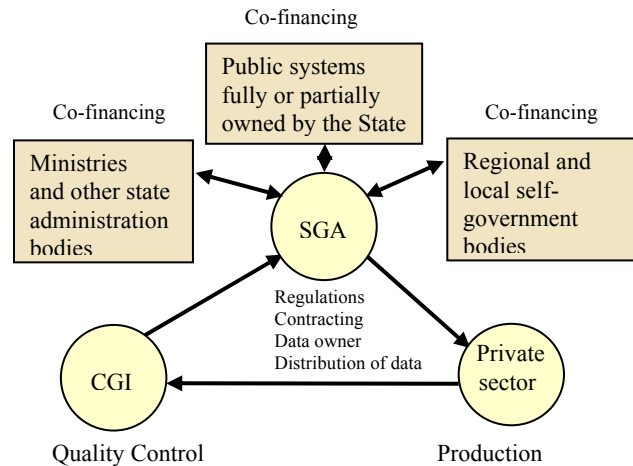 Co-financing
Public systems
fully or partially
owned by the State
Co-financing
Ministries
and other state
administration
bodies
Co-financing
Regional and
local self-
government
bodies
SGA
Regulations
Contracting
Data owner
Distribution of data
CGI
Private
sector
Quality Control
Production